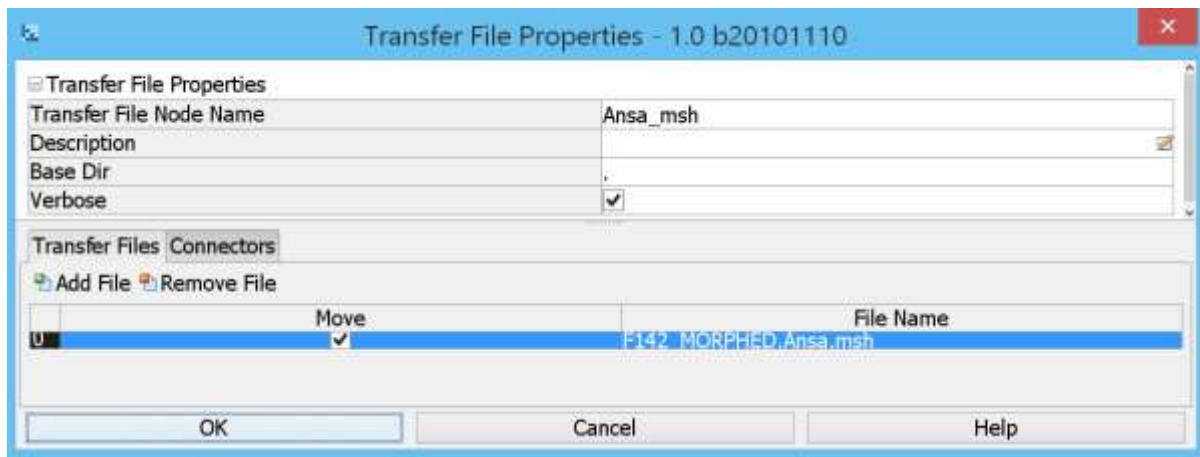 Transfer File Properties - 1.0 b20101110
Transfer File Properties
Transfer File Node Name Ansa_msh
Description
Base Dir .
Verbose
Transfer Files Connectors
Add File Remove File
Move File Name
0 F142_MORPHED.Ansa.msh
OK Cancel Help